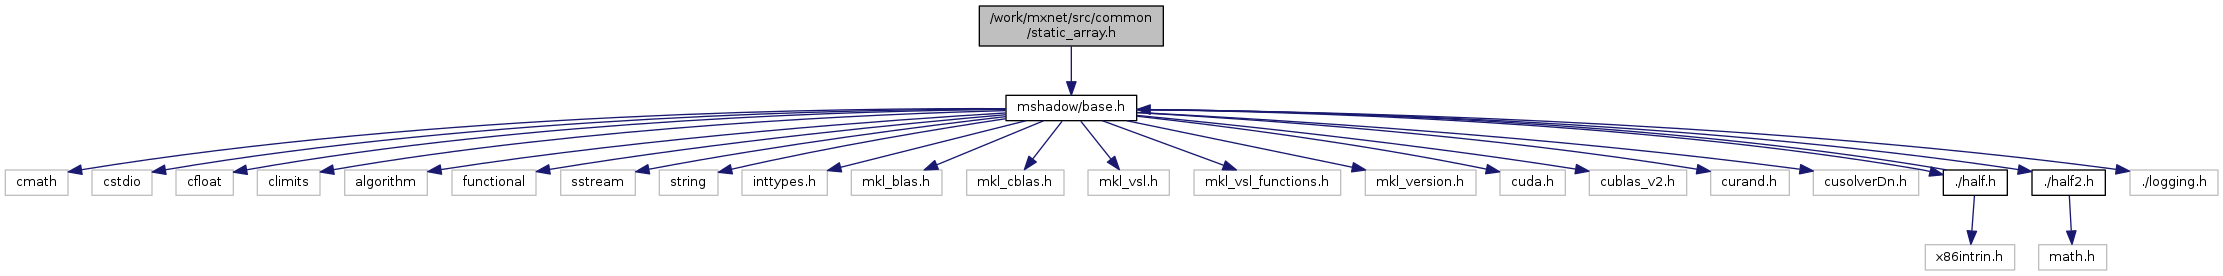 /work/mxnet/src/common
/static_array.h
mshadow/base.h
cmath
cstdio
cfloat
climits
algorithm
functional
sstream
string
inttypes.h
mkl_blas.h
mkl_cblas.h
mkl_vsl.h
mkl_vsl_functions.h
mkl_version.h
cuda.h
cublas_v2.h
curand.h
cusolverDn.h
./half.h
./half2.h
./logging.h
x86intrin.h
math.h